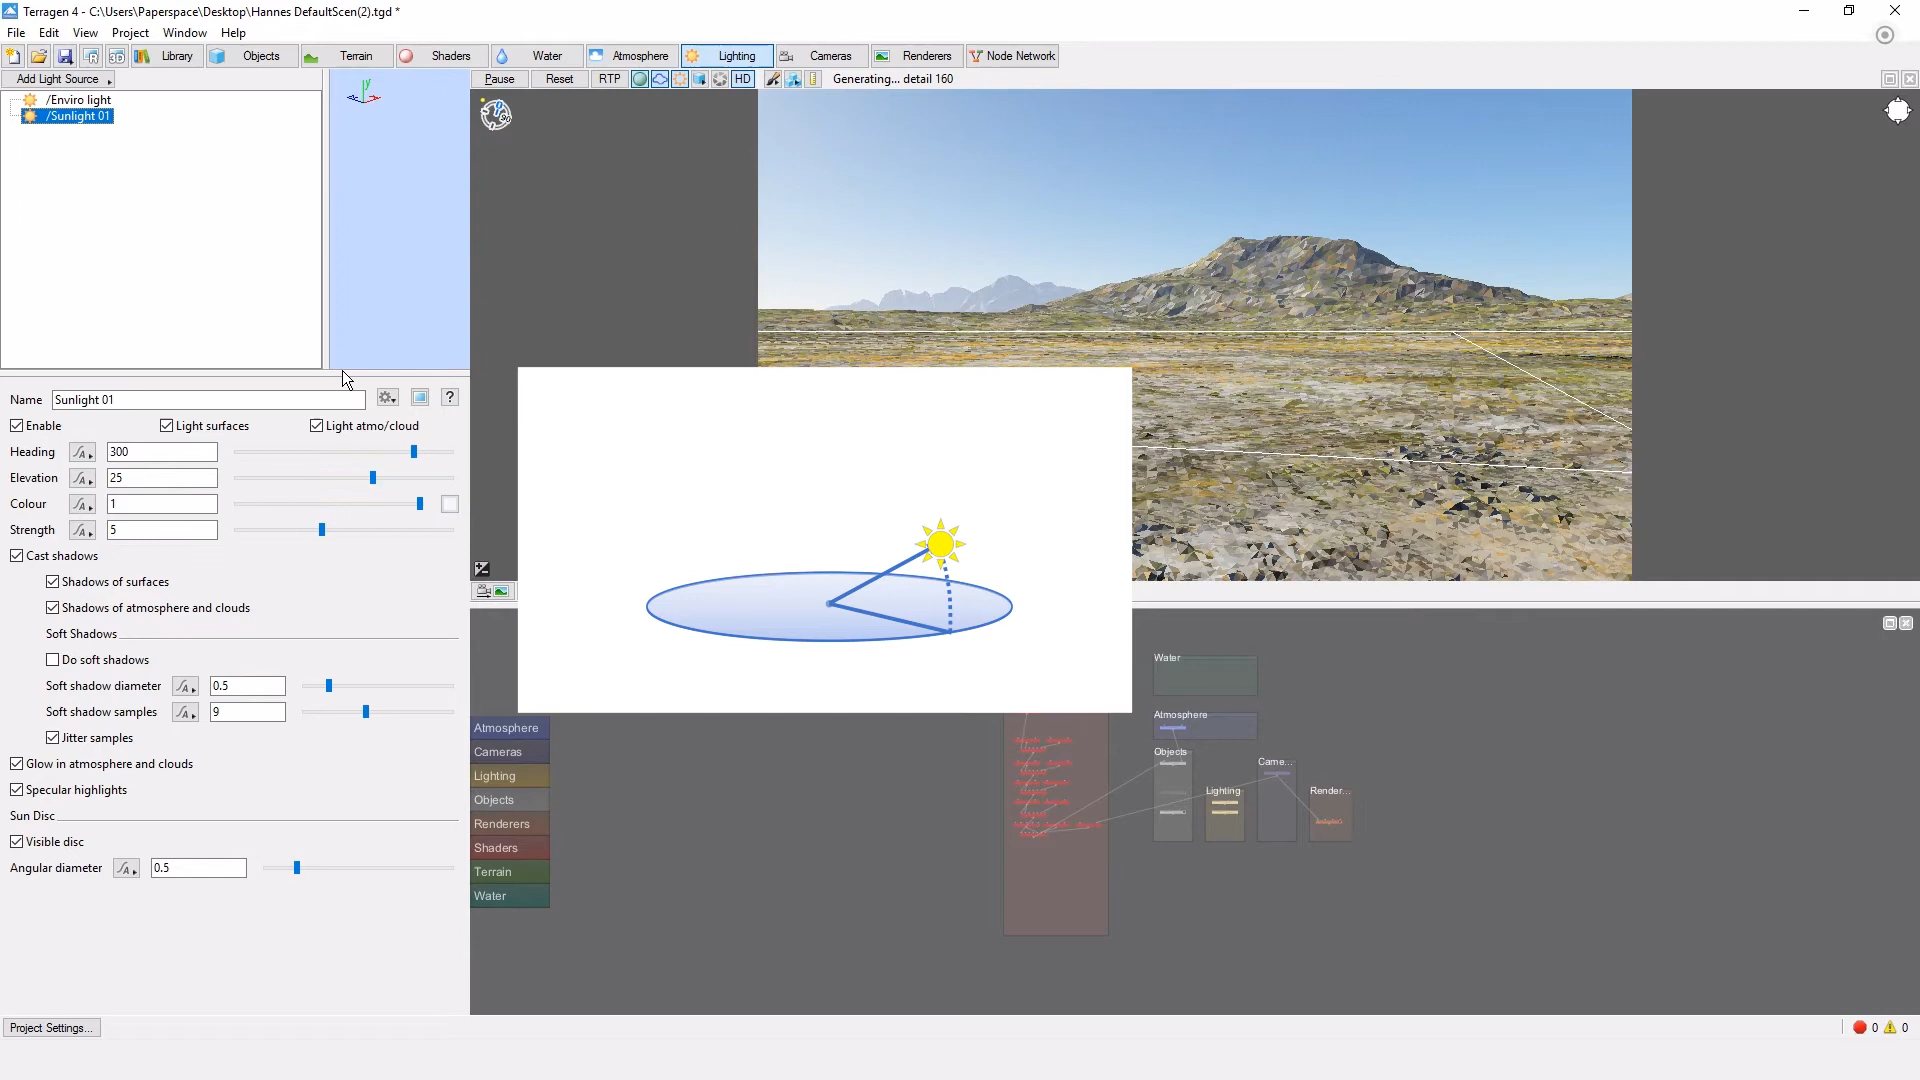 Terragen 4 - C:\Users\Paperspace\Desktop\Hannes DefaultScen(2).tgd *
File Edit View Project Window Help
Library Objects Terrain Shaders Water Atmosphere Lighting Cameras Renderers Node Network
Add Light Source
Pause Reset RTP HD Generating... detail 160
/Enviro light
/Sunlight 01
y
Name Sunlight 01 ?
Enable Light surfaces Light atmo/cloud
Heading 300
Elevation 25
Colour 1
Strength 5
Cast shadows
Shadows of surfaces
Shadows of atmosphere and clouds
Soft Shadows
Do soft shadows
Soft shadow diameter 0.5
Soft shadow samples 9
Jitter samples
Glow in atmosphere and clouds
Specular highlights
Sun Disc
Visible disc
Angular diameter 0.5
Atmosphere
Cameras
Lighting
Objects
Renderers
Shaders
Terrain
Water
Water
Atmosphere
Objects
Came...
Lighting
Render...
Project Settings...
0 0